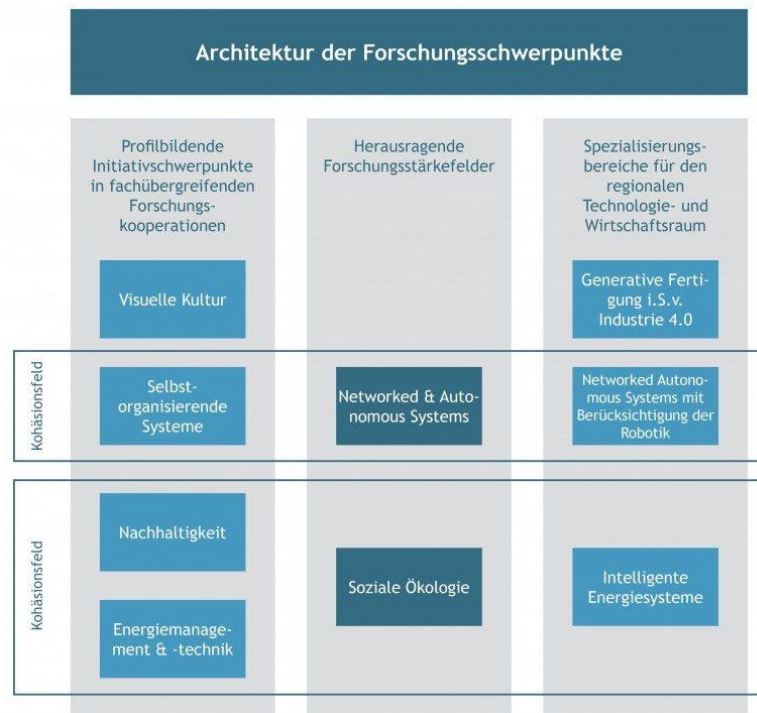 Architektur der Forschungsschwerpunkte
Profilbildende
Initiativschwerpunkte
in fachübergreifenden
Forschungs-
kooperationen
Herausragende
Forschungsstärkefelder
Spezialisierungs-
bereiche für den
regionalen
Technologie- und
Wirtschaftsraum
Visuelle Kultur
Generative Ferti-
gung i.S.v.
Industrie 4.0
Kohäsionsfeld
Selbst-
organisierende
Systeme
Networked & Auto-
nomous Systems
Networked Autono-
mous Systems mit
Berücksichtigung der
Robotik
Kohäsionsfeld
Nachhaltigkeit
Energiemanage-
ment & -technik
Soziale Ökologie
Intelligente
Energiesysteme